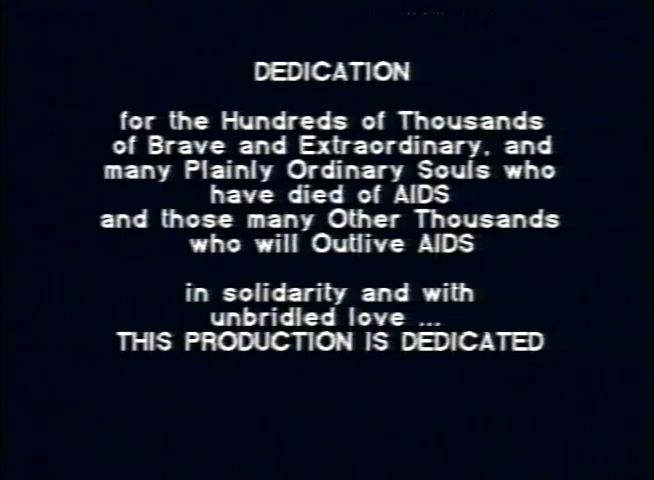 DEDICATION
for the Hundreds of Thousands
of Brave and Extraordinary, and
many Plainly Ordinary Souls who
have died of AIDS
and those many Other Thousands
who will Outlive AIDS
in solidarity and with
unbridled love ...
THIS PRODUCTION IS DEDICATED